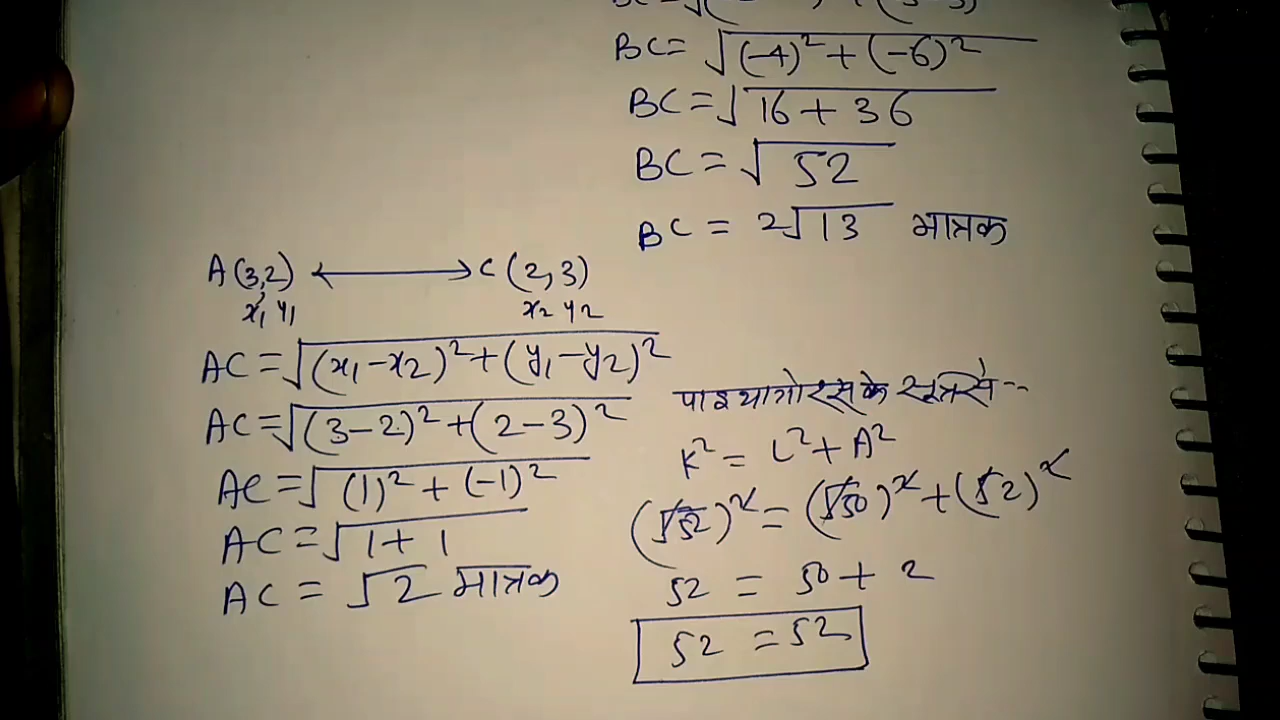 BC = √(-4)² + (-6)²
BC = √16 + 36
BC = √52
BC = 2√13 मात्रक
A (3,2) ⟷ C (2,3)
x₁ y₁ x₂ y₂
AC = √(x₁-x₂)² + (y₁-y₂)²
AC = √(3-2)² + (2-3)²
AC = √(1)² + (-1)²
AC = √1 + 1
AC = √2 मात्रक
पाइथागोरस के सूत्र से --
K² = L² + A²
(√52)² = (√50)² + (√2)²
52 = 50 + 2
52 = 52